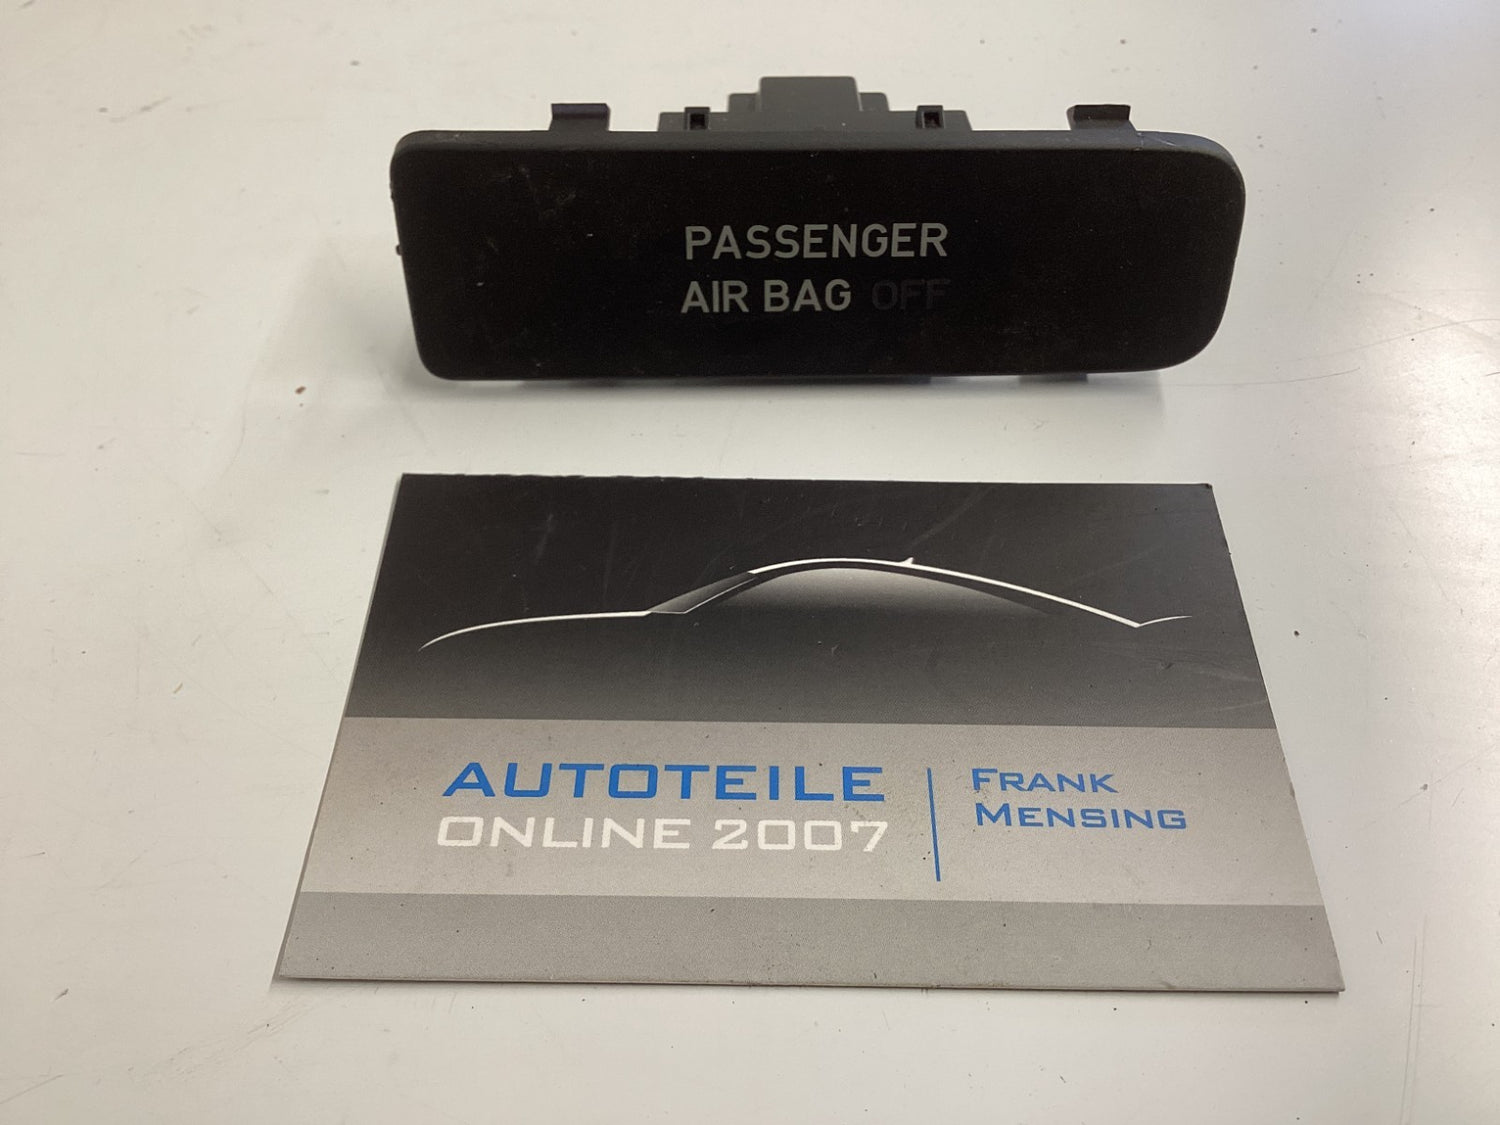 PASSENGER
AIR BAG OFF
AUTOTEILE
ONLINE 2007
FRANK
MENSING